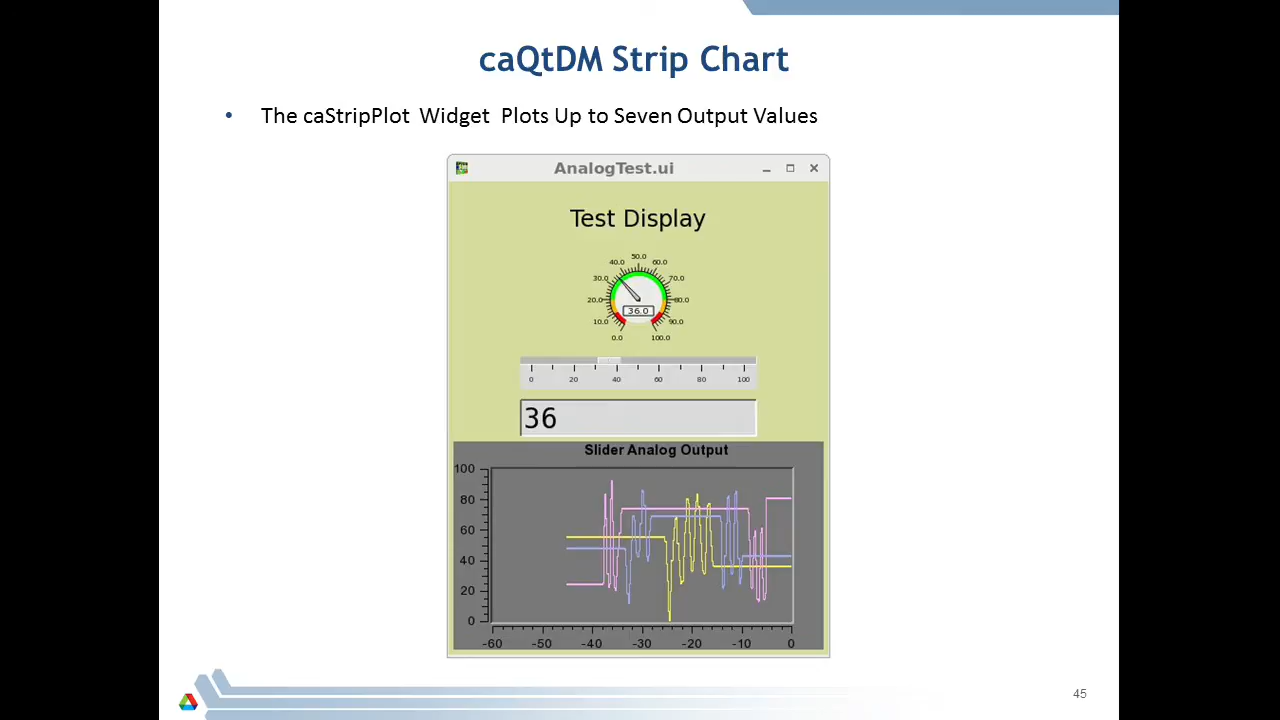 caQtDM Strip Chart
• The caStripPlot Widget Plots Up to Seven Output Values
AnalogTest.ui
Test Display
50.0
40.0 60.0
30.0 70.0
20.0 80.0
36.0
10.0 90.0
0.0 100.0
0 20 40 60 80 100
36
Slider Analog Output
100
80
60
40
20
0
-60 -50 -40 -30 -20 -10 0
45